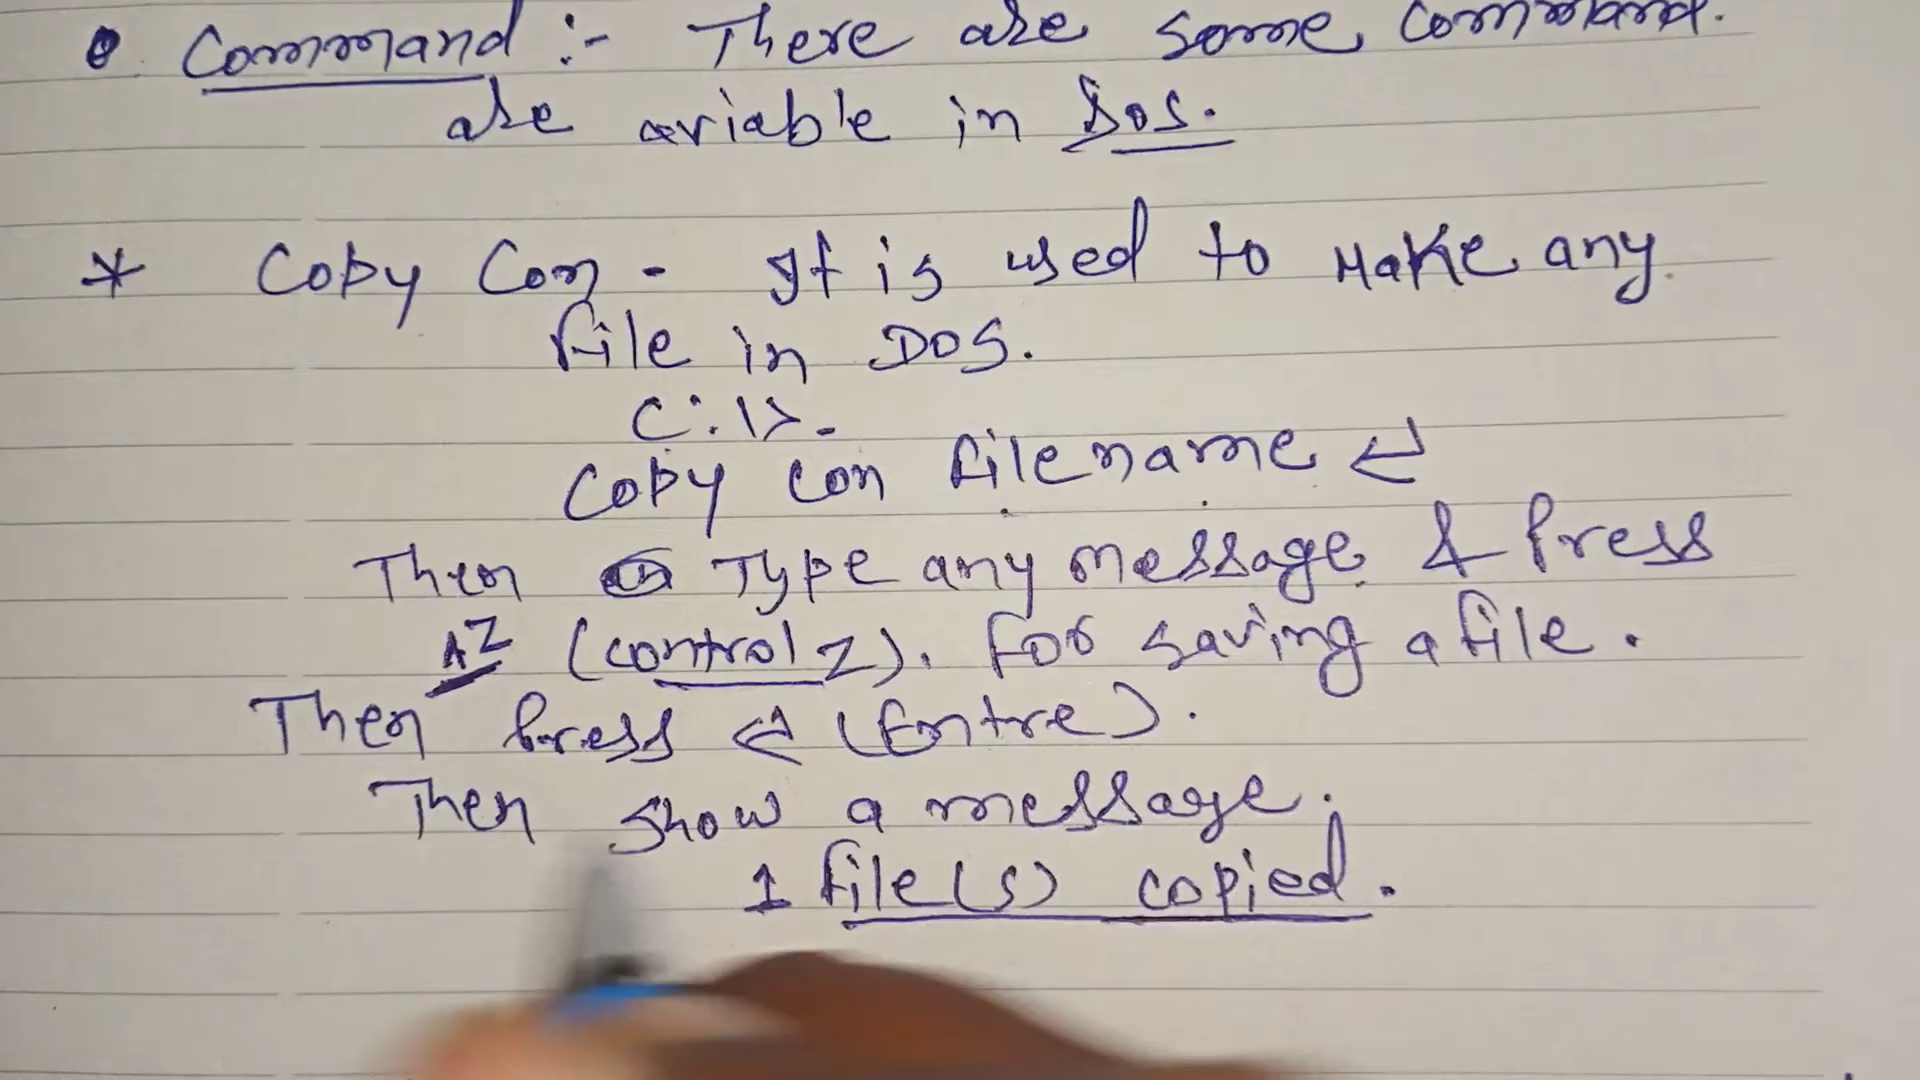 • Command :- There are some command.
are aviable in Dos.
* Copy Con - It is used to Make any
file in DOS.
C:\>.
Copy con filename ↵
Then Type any message & Press
^Z (control z). For saving a file.
Then Press ↵ (Entre).
Then show a message.
1 file(s) copied.